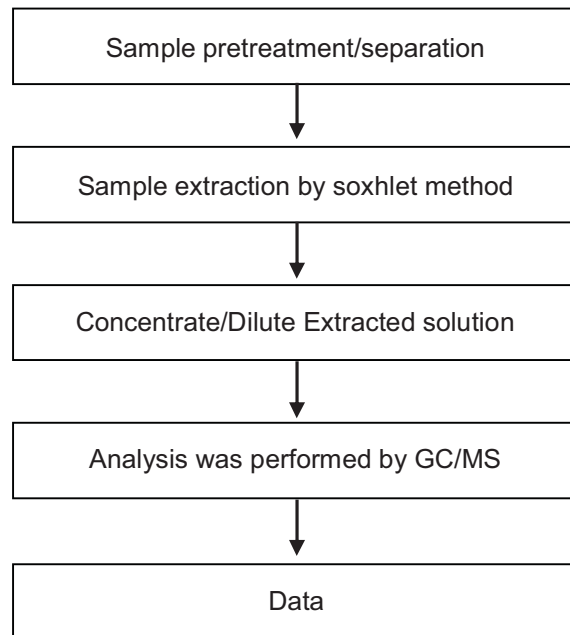 Sample pretreatment/separation
Sample extraction by soxhlet method
Concentrate/Dilute Extracted solution
Analysis was performed by GC/MS
Data